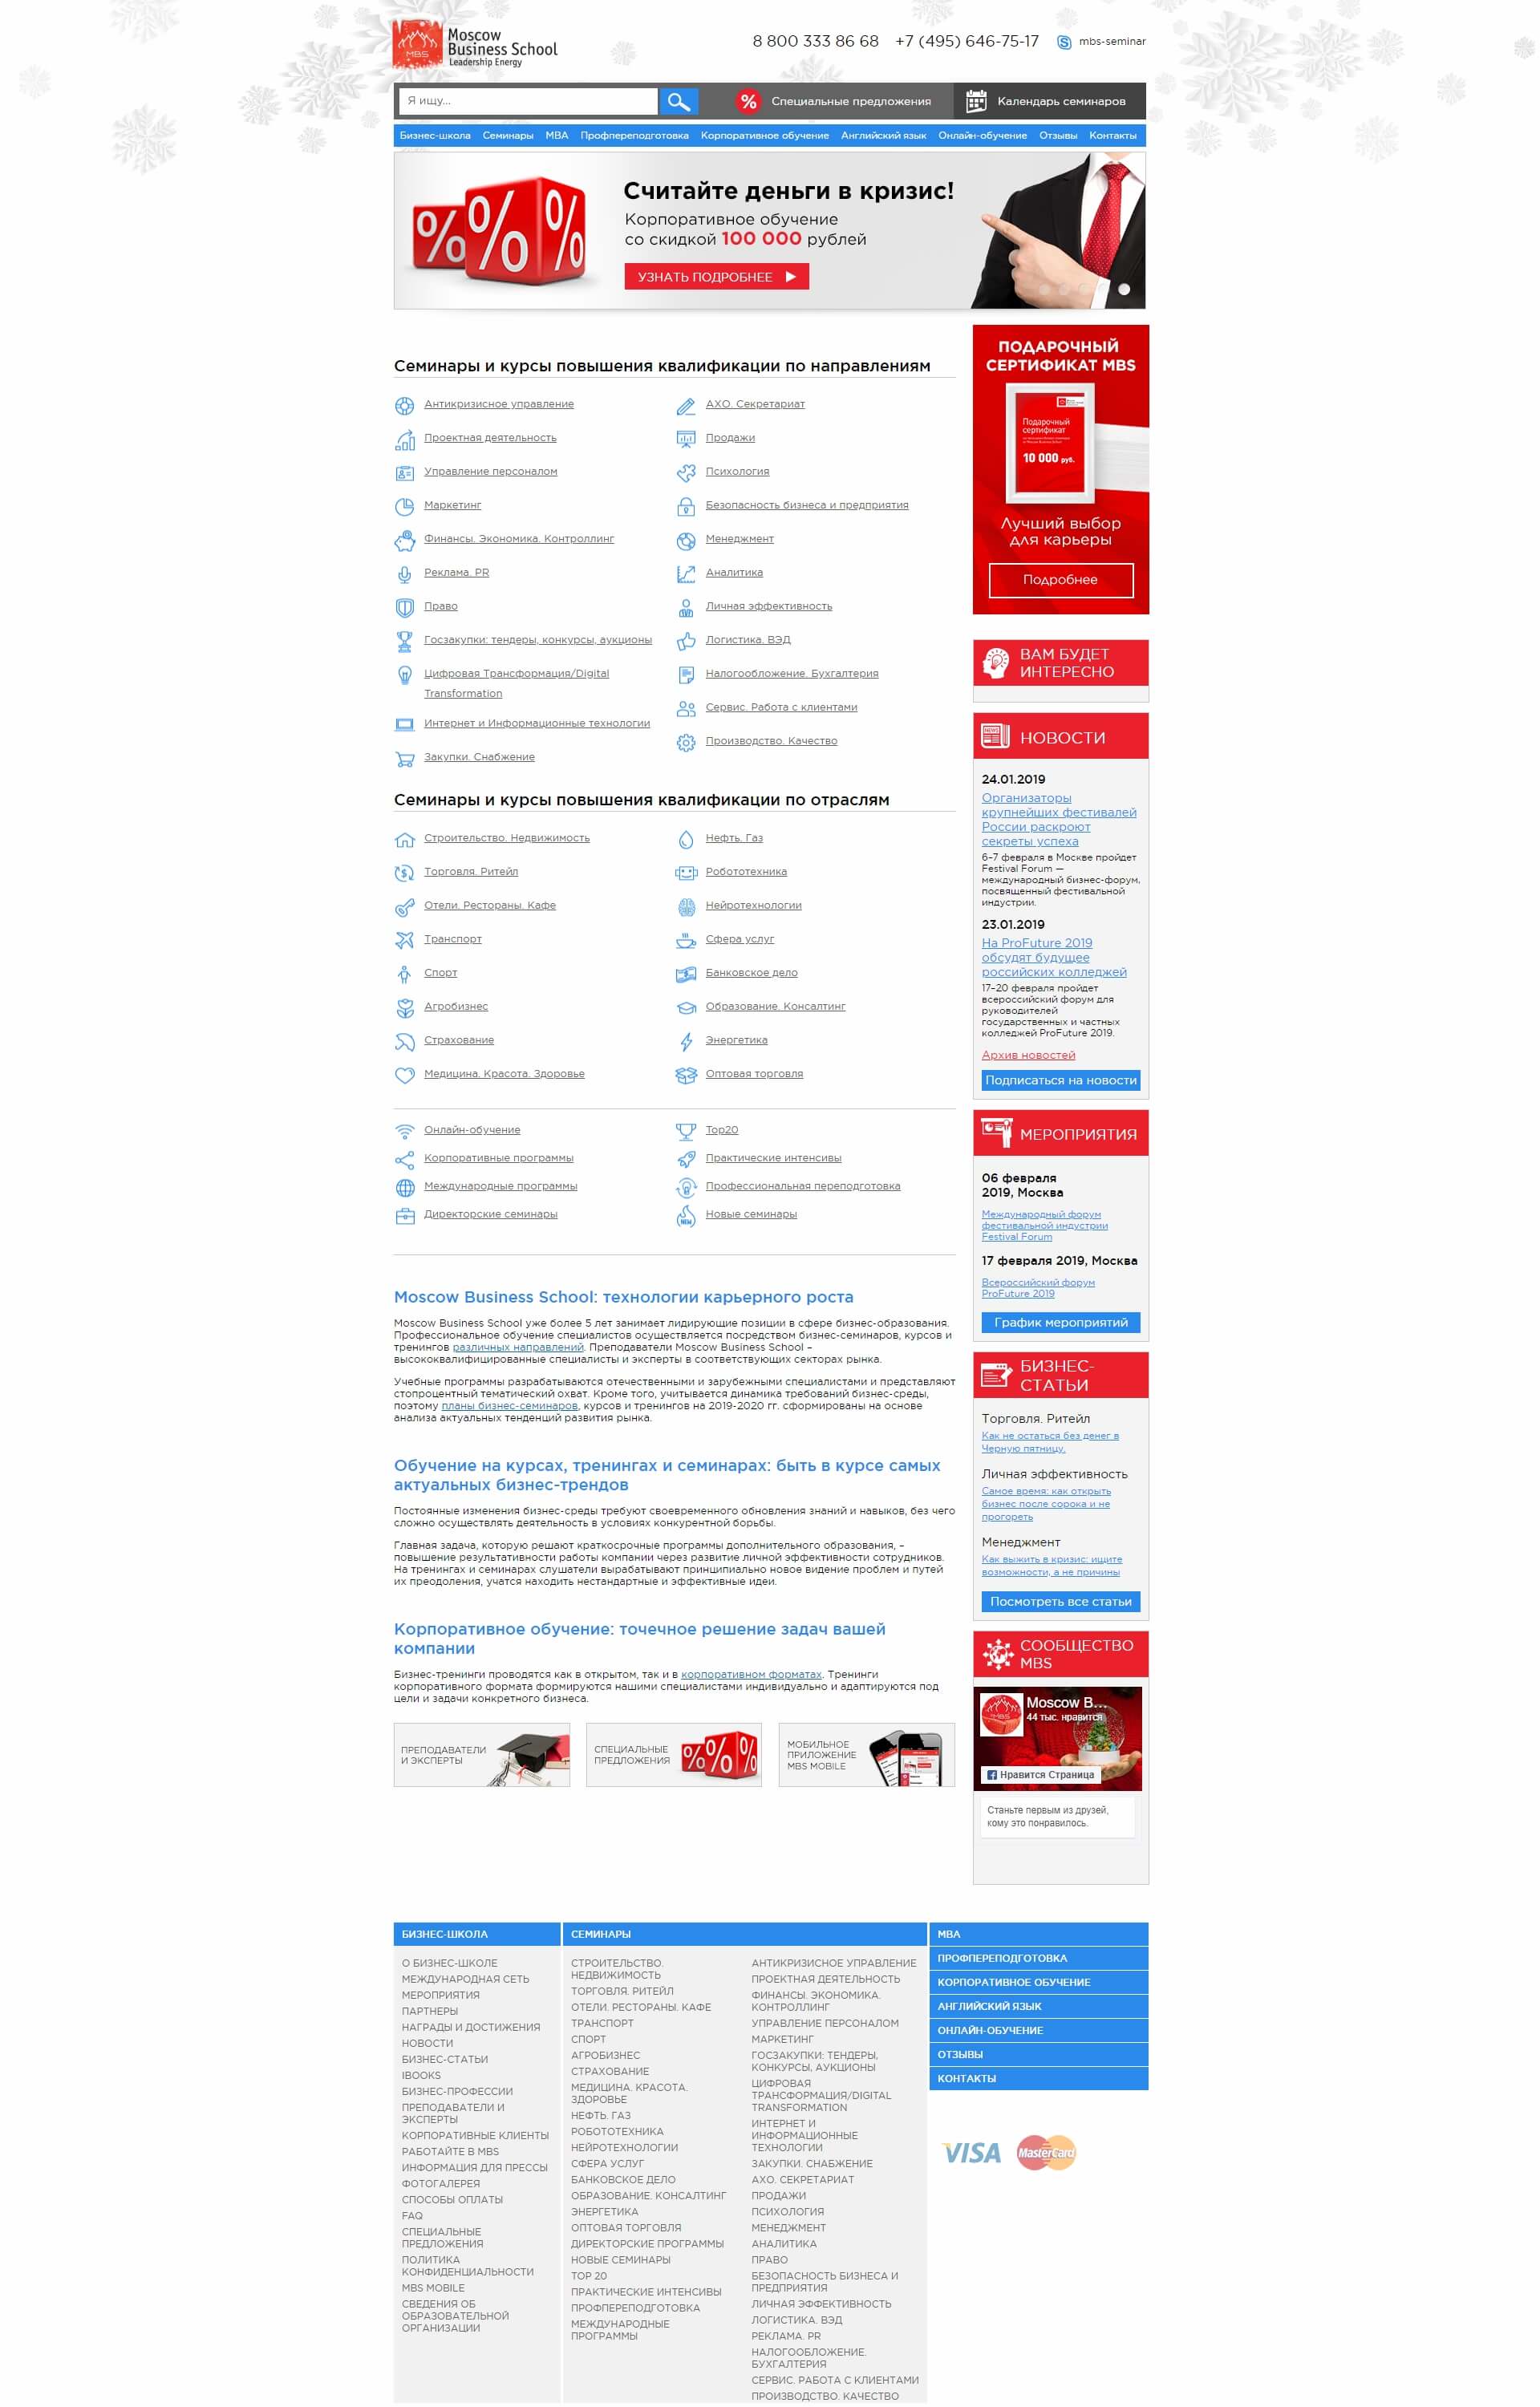 MBS
Moscow
Business School
Leadership Energy
8 800 333 86 68 +7 (495) 646-75-17 mbs-seminar
Я ищу...
Специальные предложения
Календарь семинаров
Бизнес-школа Семинары MBA Профпереподготовка Корпоративное обучение Английский язык Онлайн-обучение Отзывы Контакты
Считайте деньги в кризис!
Корпоративное обучение
со скидкой 100 000 рублей
УЗНАТЬ ПОДРОБНЕЕ
Семинары и курсы повышения квалификации по направлениям
Антикризисное управление
Проектная деятельность
Управление персоналом
Маркетинг
Финансы. Экономика. Контроллинг
Реклама. PR
Право
Госзакупки: тендеры, конкурсы, аукционы
Цифровая Трансформация/Digital
Transformation
Интернет и Информационные технологии
Закупки. Снабжение
АХО. Секретариат
Продажи
Психология
Безопасность бизнеса и предприятия
Менеджмент
Аналитика
Личная эффективность
Логистика. ВЭД
Налогообложение. Бухгалтерия
Сервис. Работа с клиентами
Производство. Качество
Семинары и курсы повышения квалификации по отраслям
Строительство. Недвижимость
Торговля. Ритейл
Отели. Рестораны. Кафе
Транспорт
Спорт
Агробизнес
Страхование
Медицина. Красота. Здоровье
Нефть. Газ
Робототехника
Нейротехнологии
Сфера услуг
Банковское дело
Образование. Консалтинг
Энергетика
Оптовая торговля
Онлайн-обучение
Корпоративные программы
Международные программы
Директорские семинары
Top20
Практические интенсивы
Профессиональная переподготовка
Новые семинары
Moscow Business School: технологии карьерного роста
Moscow Business School уже более 5 лет занимает лидирующие позиции в сфере бизнес-образования.
Профессиональное обучение специалистов осуществляется посредством бизнес-семинаров, курсов и
тренингов различных направлений. Преподаватели Moscow Business School –
высококвалифицированные специалисты и эксперты в соответствующих секторах рынка.
Учебные программы разрабатываются отечественными и зарубежными специалистами и представляют
стопроцентный тематический охват. Кроме того, учитывается динамика требований бизнес-среды,
поэтому планы бизнес-семинаров, курсов и тренингов на 2019-2020 гг. сформированы на основе
анализа актуальных тенденций развития рынка.
Обучение на курсах, тренингах и семинарах: быть в курсе самых
актуальных бизнес-трендов
Постоянные изменения бизнес-среды требуют своевременного обновления знаний и навыков, без чего
сложно осуществлять деятельность в условиях конкурентной борьбы.
Главная задача, которую решают краткосрочные программы дополнительного образования, –
повышение результативности работы компании через развитие личной эффективности сотрудников.
На тренингах и семинарах слушатели вырабатывают принципиально новое видение проблем и путей
их преодоления, учатся находить нестандартные и эффективные идеи.
Корпоративное обучение: точечное решение задач вашей
компании
Бизнес-тренинги проводятся как в открытом, так и в корпоративном форматах. Тренинги
корпоративного формата формируются нашими специалистами индивидуально и адаптируются под
цели и задачи конкретного бизнеса.
ПРЕПОДАВАТЕЛИ
И ЭКСПЕРТЫ
СПЕЦИАЛЬНЫЕ
ПРЕДЛОЖЕНИЯ
МОБИЛЬНОЕ
ПРИЛОЖЕНИЕ
MBS MOBILE
ПОДАРОЧНЫЙ
СЕРТИФИКАТ MBS
Подарочный
сертификат
10 000 руб.
Лучший выбор
для карьеры
Подробнее
ВАМ БУДЕТ
ИНТЕРЕСНО
НОВОСТИ
24.01.2019
Организаторы
крупнейших фестивалей
России раскроют
секреты успеха
6–7 февраля в Москве пройдет
Festival Forum —
международный бизнес-форум,
посвященный фестивальной
индустрии.
23.01.2019
На ProFuture 2019
обсудят будущее
российских колледжей
17–20 февраля пройдет
всероссийский форум для
руководителей
государственных и частных
колледжей ProFuture 2019.
Архив новостей
Подписаться на новости
МЕРОПРИЯТИЯ
06 февраля
2019, Москва
Международный форум
фестивальной индустрии
Festival Forum
17 февраля 2019, Москва
Всероссийский форум
ProFuture 2019
График мероприятий
БИЗНЕС-
СТАТЬИ
Торговля. Ритейл
Как не остаться без денег в
Черную пятницу.
Личная эффективность
Самое время: как открыть
бизнес после сорока и не
прогореть
Менеджмент
Как выжить в кризис: ищите
возможности, а не причины
Посмотреть все статьи
СООБЩЕСТВО
MBS
Moscow B...
44 тыс. нравится
Нравится Страница
Станьте первым из друзей,
кому это понравилось.
БИЗНЕС-ШКОЛА
О БИЗНЕС-ШКОЛЕ
МЕЖДУНАРОДНАЯ СЕТЬ
МЕРОПРИЯТИЯ
ПАРТНЕРЫ
НАГРАДЫ И ДОСТИЖЕНИЯ
НОВОСТИ
БИЗНЕС-СТАТЬИ
IBOOKS
БИЗНЕС-ПРОФЕССИИ
ПРЕПОДАВАТЕЛИ И
ЭКСПЕРТЫ
КОРПОРАТИВНЫЕ КЛИЕНТЫ
РАБОТАЙТЕ В MBS
ИНФОРМАЦИЯ ДЛЯ ПРЕССЫ
ФОТОГАЛЕРЕЯ
СПОСОБЫ ОПЛАТЫ
FAQ
СПЕЦИАЛЬНЫЕ
ПРЕДЛОЖЕНИЯ
ПОЛИТИКА
КОНФИДЕНЦИАЛЬНОСТИ
MBS MOBILE
СВЕДЕНИЯ ОБ
ОБРАЗОВАТЕЛЬНОЙ
ОРГАНИЗАЦИИ
СЕМИНАРЫ
СТРОИТЕЛЬСТВО.
НЕДВИЖИМОСТЬ
ТОРГОВЛЯ. РИТЕЙЛ
ОТЕЛИ. РЕСТОРАНЫ. КАФЕ
ТРАНСПОРТ
СПОРТ
АГРОБИЗНЕС
СТРАХОВАНИЕ
МЕДИЦИНА. КРАСОТА.
ЗДОРОВЬЕ
НЕФТЬ. ГАЗ
РОБОТОТЕХНИКА
НЕЙРОТЕХНОЛОГИИ
СФЕРА УСЛУГ
БАНКОВСКОЕ ДЕЛО
ОБРАЗОВАНИЕ. КОНСАЛТИНГ
ЭНЕРГЕТИКА
ОПТОВАЯ ТОРГОВЛЯ
ДИРЕКТОРСКИЕ ПРОГРАММЫ
НОВЫЕ СЕМИНАРЫ
TOP 20
ПРАКТИЧЕСКИЕ ИНТЕНСИВЫ
ПРОФПЕРЕПОДГОТОВКА
МЕЖДУНАРОДНЫЕ
ПРОГРАММЫ
АНТИКРИЗИСНОЕ УПРАВЛЕНИЕ
ПРОЕКТНАЯ ДЕЯТЕЛЬНОСТЬ
ФИНАНСЫ. ЭКОНОМИКА.
КОНТРОЛЛИНГ
УПРАВЛЕНИЕ ПЕРСОНАЛОМ
МАРКЕТИНГ
ГОСЗАКУПКИ: ТЕНДЕРЫ,
КОНКУРСЫ, АУКЦИОНЫ
ЦИФРОВАЯ
ТРАНСФОРМАЦИЯ/DIGITAL
TRANSFORMATION
ИНТЕРНЕТ И
ИНФОРМАЦИОННЫЕ
ТЕХНОЛОГИИ
ЗАКУПКИ. СНАБЖЕНИЕ
АХО. СЕКРЕТАРИАТ
ПРОДАЖИ
ПСИХОЛОГИЯ
МЕНЕДЖМЕНТ
АНАЛИТИКА
ПРАВО
БЕЗОПАСНОСТЬ БИЗНЕСА И
ПРЕДПРИЯТИЯ
ЛИЧНАЯ ЭФФЕКТИВНОСТЬ
ЛОГИСТИКА. ВЭД
РЕКЛАМА. PR
НАЛОГООБЛОЖЕНИЕ.
БУХГАЛТЕРИЯ
СЕРВИС. РАБОТА С КЛИЕНТАМИ
ПРОИЗВОДСТВО. КАЧЕСТВО
MBA
ПРОФПЕРЕПОДГОТОВКА
КОРПОРАТИВНОЕ ОБУЧЕНИЕ
АНГЛИЙСКИЙ ЯЗЫК
ОНЛАЙН-ОБУЧЕНИЕ
ОТЗЫВЫ
КОНТАКТЫ
VISA MasterCard